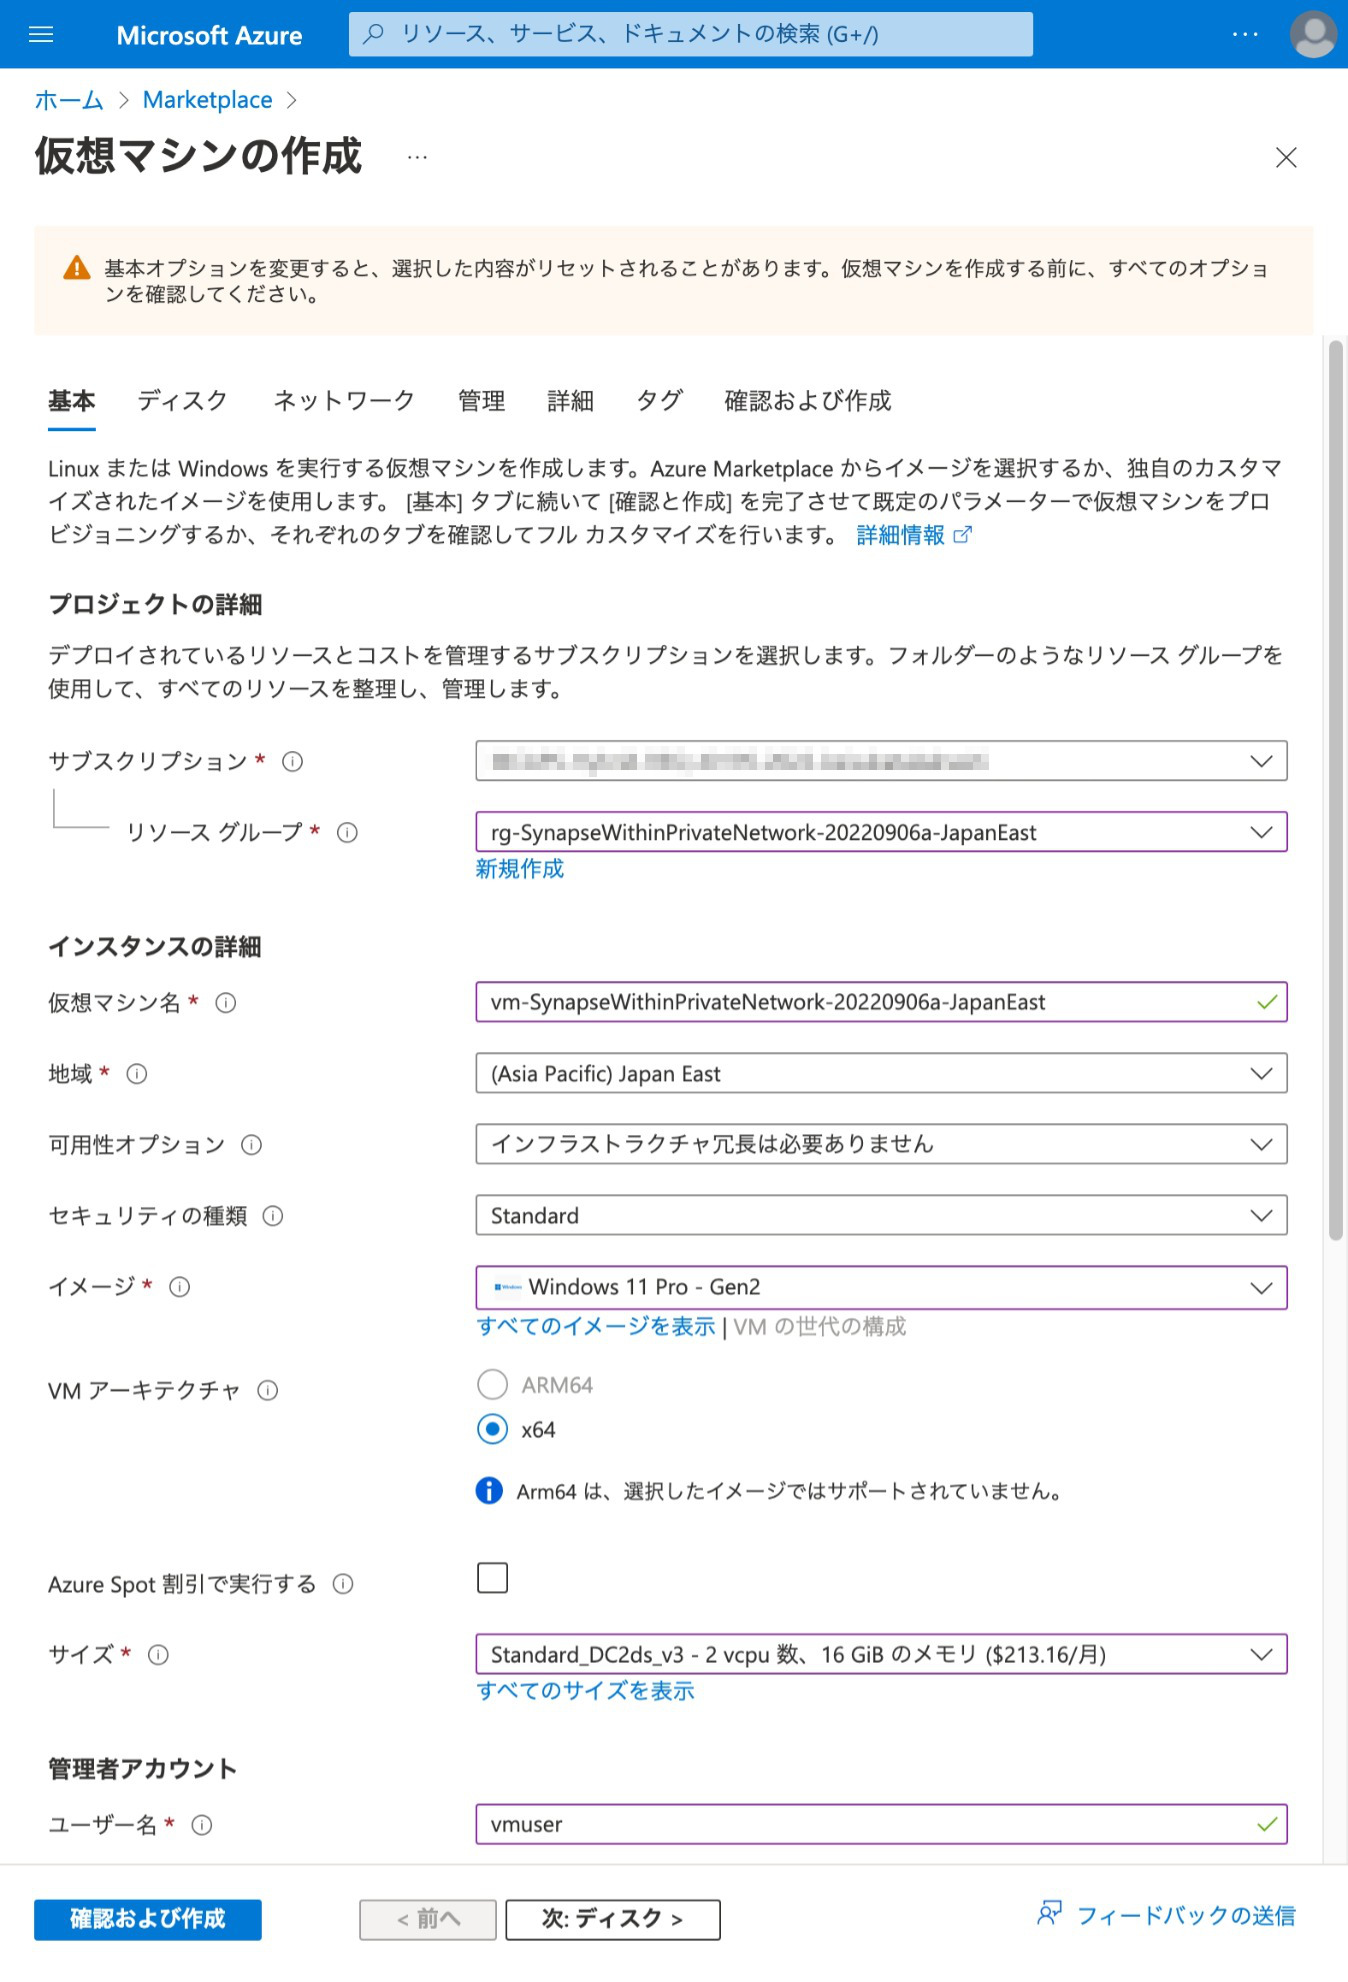 Microsoft Azure
リソース、サービス、ドキュメントの検索 (G+/)
ホーム > Marketplace >
仮想マシンの作成 …
基本オプションを変更すると、選択した内容がリセットされることがあります。仮想マシンを作成する前に、すべてのオプショ
ンを確認してください。
基本 ディスク ネットワーク 管理 詳細 タグ 確認および作成
Linux または Windows を実行する仮想マシンを作成します。Azure Marketplace からイメージを選択するか、独自のカスタマ
イズされたイメージを使用します。 [基本] タブに続いて [確認と作成] を完了させて既定のパラメーターで仮想マシンをプロ
ビジョニングするか、それぞれのタブを確認してフル カスタマイズを行います。 詳細情報
プロジェクトの詳細
デプロイされているリソースとコストを管理するサブスクリプションを選択します。フォルダーのようなリソース グループを
使用して、すべてのリソースを整理し、管理します。
サブスクリプション *
リソース グループ * rg-SynapseWithinPrivateNetwork-20220906a-JapanEast
新規作成
インスタンスの詳細
仮想マシン名 * vm-SynapseWithinPrivateNetwork-20220906a-JapanEast
地域 * (Asia Pacific) Japan East
可用性オプション インフラストラクチャ冗長は必要ありません
セキュリティの種類 Standard
イメージ * Windows 11 Pro - Gen2
すべてのイメージを表示 | VM の世代の構成
VM アーキテクチャ ARM64
x64
Arm64 は、選択したイメージではサポートされていません。
Azure Spot 割引で実行する
サイズ * Standard_DC2ds_v3 - 2 vcpu 数、16 GiB のメモリ ($213.16/月)
すべてのサイズを表示
管理者アカウント
ユーザー名 * vmuser
確認および作成 < 前へ 次: ディスク > フィードバックの送信